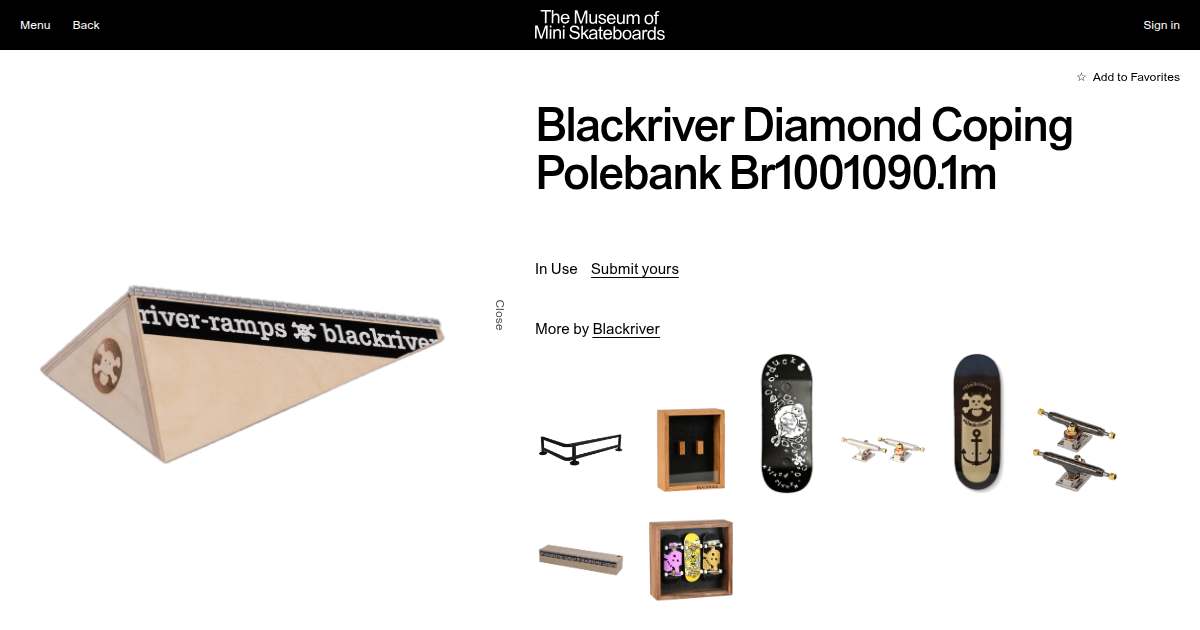 Menu
Back
The Museum of
Mini Skateboards
Sign in
☆ Add to Favorites
Blackriver Diamond Coping
Polebank Br1001090.1m
river-ramps blackriver
Close
In Use Submit yours
More by Blackriver